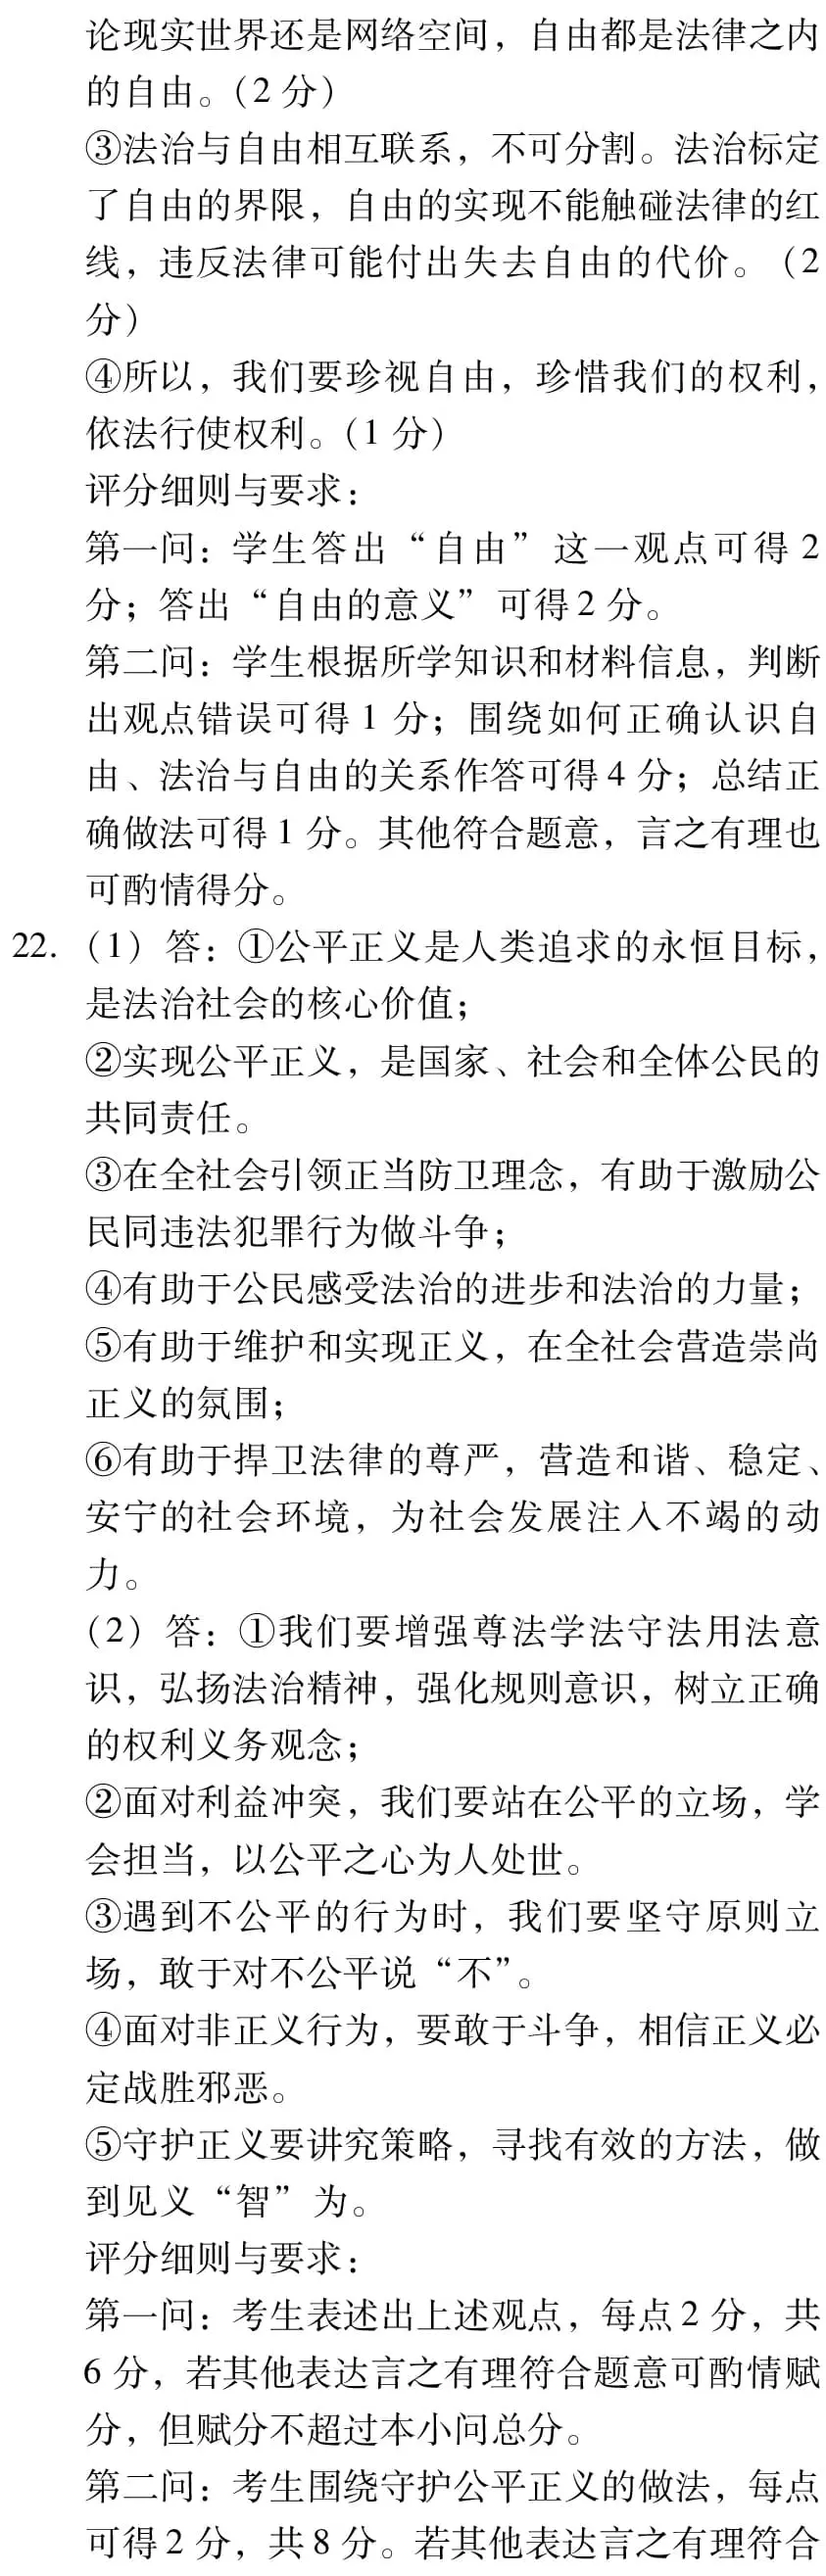 论现实世界还是网络空间，自由都是法律之内
的自由。（2 分）
③法治与自由相互联系，不可分割。法治标定
了自由的界限，自由的实现不能触碰法律的红
线，违反法律可能付出失去自由的代价。（2
分）
④所以，我们要珍视自由，珍惜我们的权利，
依法行使权利。（1 分）
评分细则与要求：
第一问：学生答出“自由”这一观点可得 2
分；答出“自由的意义”可得 2 分。
第二问：学生根据所学知识和材料信息，判断
出观点错误可得 1 分；围绕如何正确认识自
由、法治与自由的关系作答可得 4 分；总结正
确做法可得 1 分。其他符合题意，言之有理也
可酌情得分。
22.（1）答：①公平正义是人类追求的永恒目标，
是法治社会的核心价值；
②实现公平正义，是国家、社会和全体公民的
共同责任。
③在全社会引领正当防卫理念，有助于激励公
民同违法犯罪行为做斗争；
④有助于公民感受法治的进步和法治的力量；
⑤有助于维护和实现正义，在全社会营造崇尚
正义的氛围；
⑥有助于捍卫法律的尊严，营造和谐、稳定、
安宁的社会环境，为社会发展注入不竭的动
力。
（2）答：①我们要增强尊法学法守法用法意
识，弘扬法治精神，强化规则意识，树立正确
的权利义务观念；
②面对利益冲突，我们要站在公平的立场，学
会担当，以公平之心为人处世。
③遇到不公平的行为时，我们要坚守原则立
场，敢于对不公平说“不”。
④面对非正义行为，要敢于斗争，相信正义必
定战胜邪恶。
⑤守护正义要讲究策略，寻找有效的方法，做
到见义“智”为。
评分细则与要求：
第一问：考生表述出上述观点，每点 2 分，共
6 分，若其他表达言之有理符合题意可酌情赋
分，但赋分不超过本小问总分。
第二问：考生围绕守护公平正义的做法，每点
可得 2 分，共 8 分。若其他表达言之有理符合